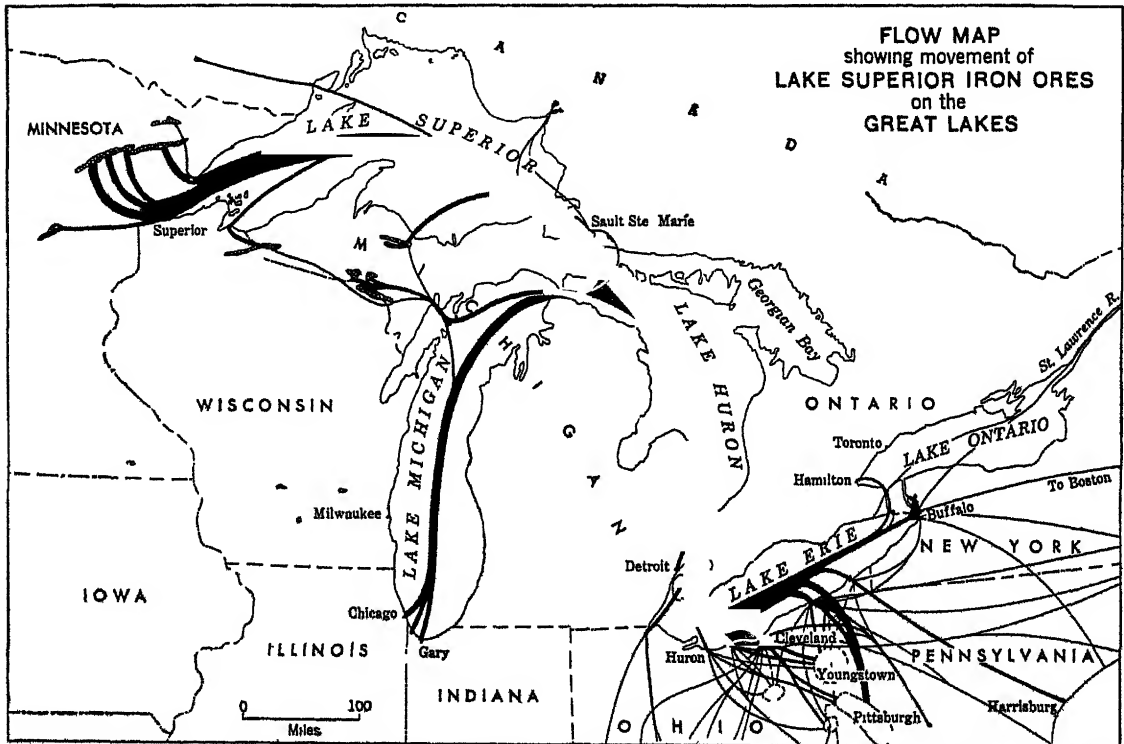 FLOW MAP
showing movement of
LAKE SUPERIOR IRON ORES
on the
GREAT LAKES
CANADA
MINNESOTA
LAKE SUPERIOR
Superior
Sault Ste Marie
MICHIGAN
Georgian Bay
LAKE HURON
St. Lawrence R.
WISCONSIN
LAKE MICHIGAN
ONTARIO
Toronto
LAKE ONTARIO
Hamilton
To Boston
Milwaukee
Buffalo
NEW YORK
Detroit
LAKE ERIE
IOWA
Chicago
ILLINOIS
Gary
Huron
Cleveland
PENNSYLVANIA
Youngstown
INDIANA
Harrisburg
Pittsburgh
OHIO
0 100
Miles